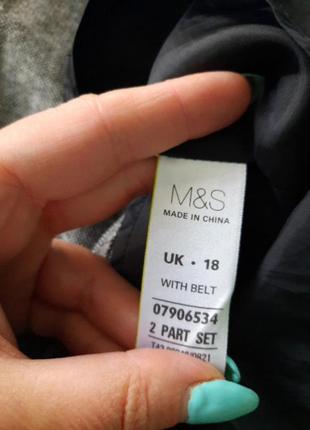 M&S
MADE IN CHINA
UK • 18
WITH BELT
07906534
2 PART SET